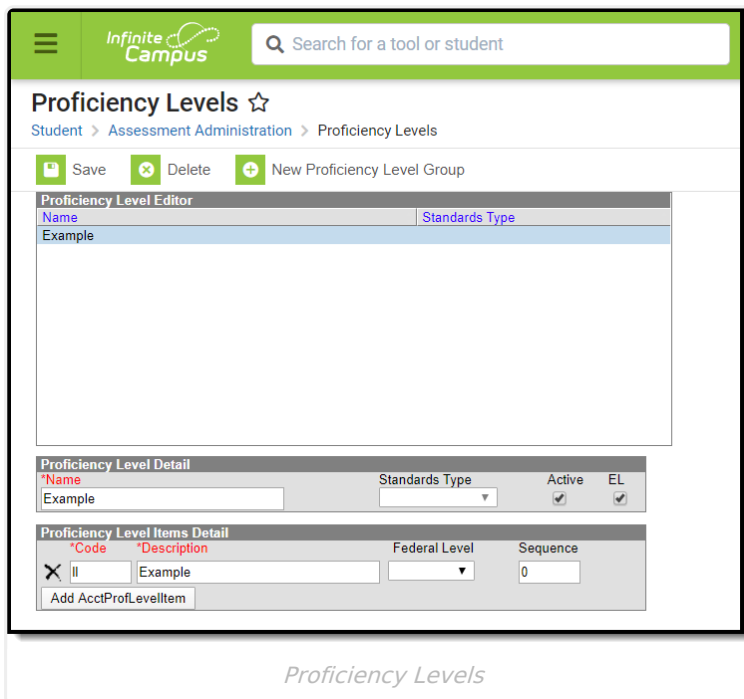 Infinite
Campus
Search for a tool or student
Proficiency Levels
Student > Assessment Administration > Proficiency Levels
Save Delete New Proficiency Level Group
Proficiency Level Editor
Name Standards Type
Example
Proficiency Level Detail
*Name Standards Type Active EL
Example
Proficiency Level Items Detail
*Code *Description Federal Level Sequence
II Example 0
Add AcctProfLevelItem
Proficiency Levels